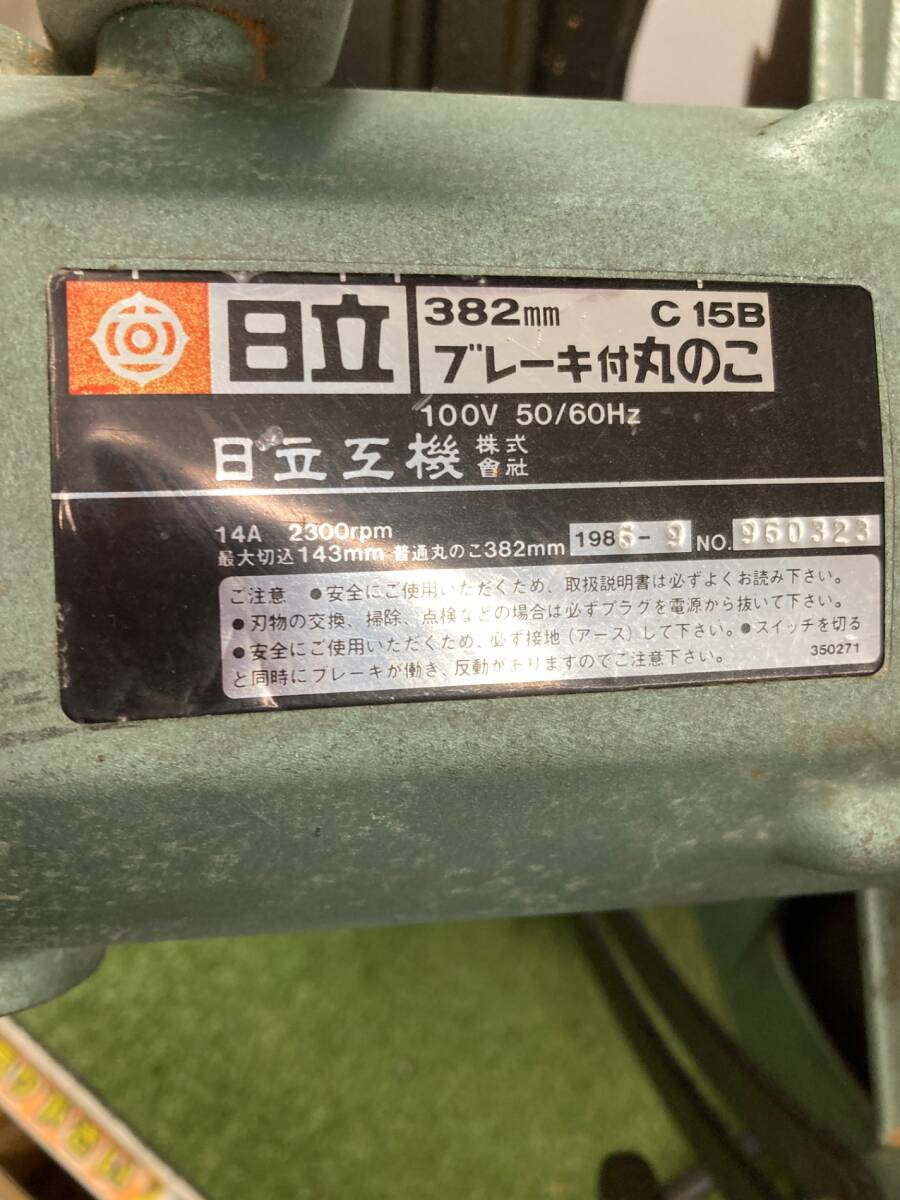 日立
382mm C 15B
ブレーキ付丸のこ
100V 50/60Hz
日立工機 株式會社
14A 2300rpm
最大切込143mm 普通丸のこ382mm 1986-9 NO. 960323
ご注意 ●安全にご使用いただくため、取扱説明書は必ずよくお読み下さい。
●刃物の交換、掃除、点検などの場合は必ずプラグを電源から抜いて下さい。
●安全にご使用いただくため、必ず接地（アース）して下さい。●スイッチを切る
と同時にブレーキが働き、反動がありますのでご注意下さい。 350271